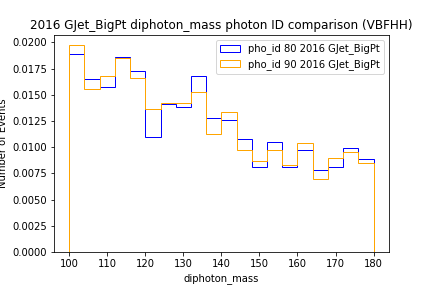 2016 GJet_BigPt diphoton_mass photon ID comparison (VBFHH)
pho_id 80 2016 GJet_BigPt
pho_id 90 2016 GJet_BigPt
Number of Events
0.0200
0.0175
0.0150
0.0125
0.0100
0.0075
0.0050
0.0025
0.0000
100 110 120 130 140 150 160 170 180
diphoton_mass